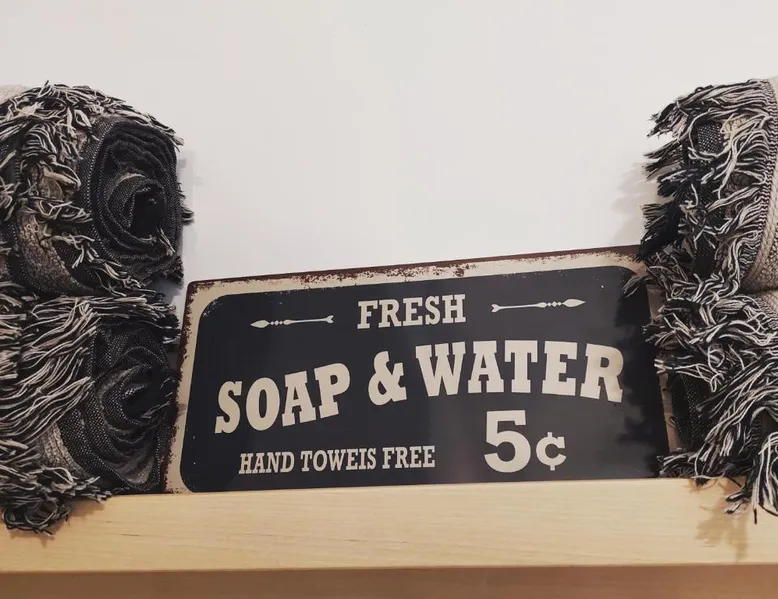 FRESH
SOAP & WATER
HAND TOWEIS FREE 5¢